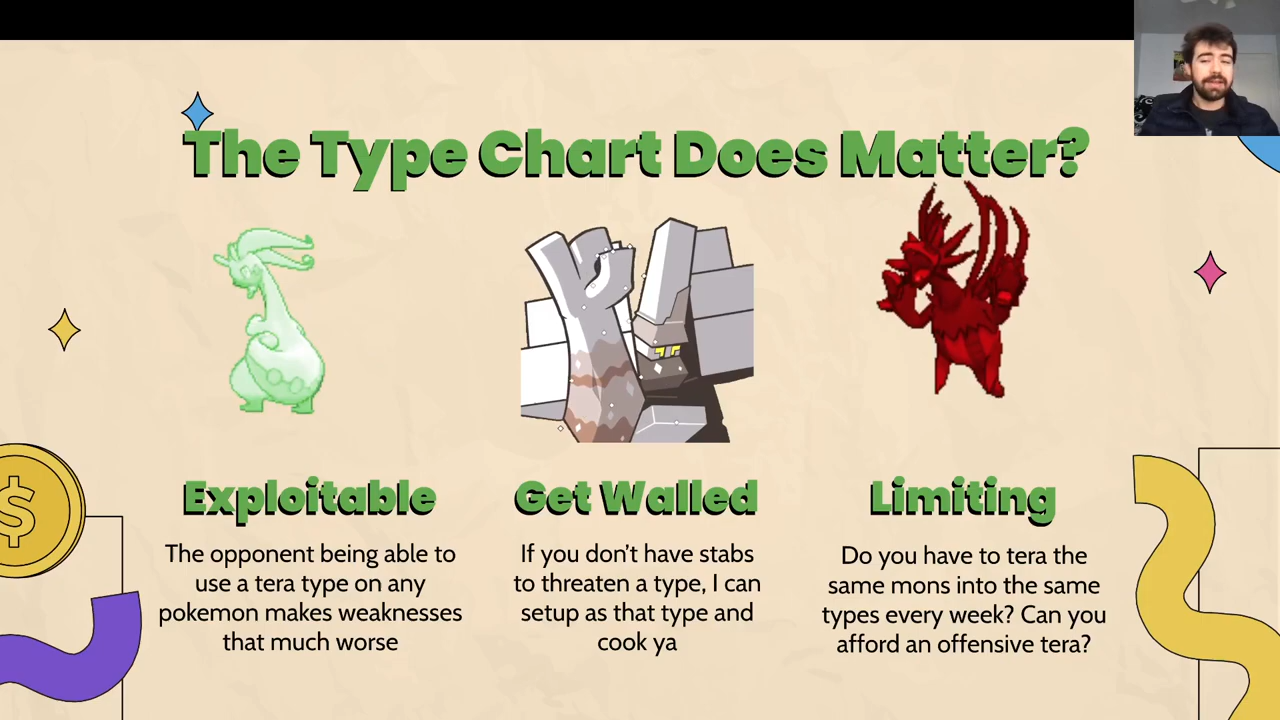 The Type Chart Does Matter?
Exploitable
The opponent being able to
use a tera type on any
pokemon makes weaknesses
that much worse
Get Walled
If you don't have stabs
to threaten a type, I can
setup as that type and
cook ya
Limiting
Do you have to tera the
same mons into the same
types every week? Can you
afford an offensive tera?
$